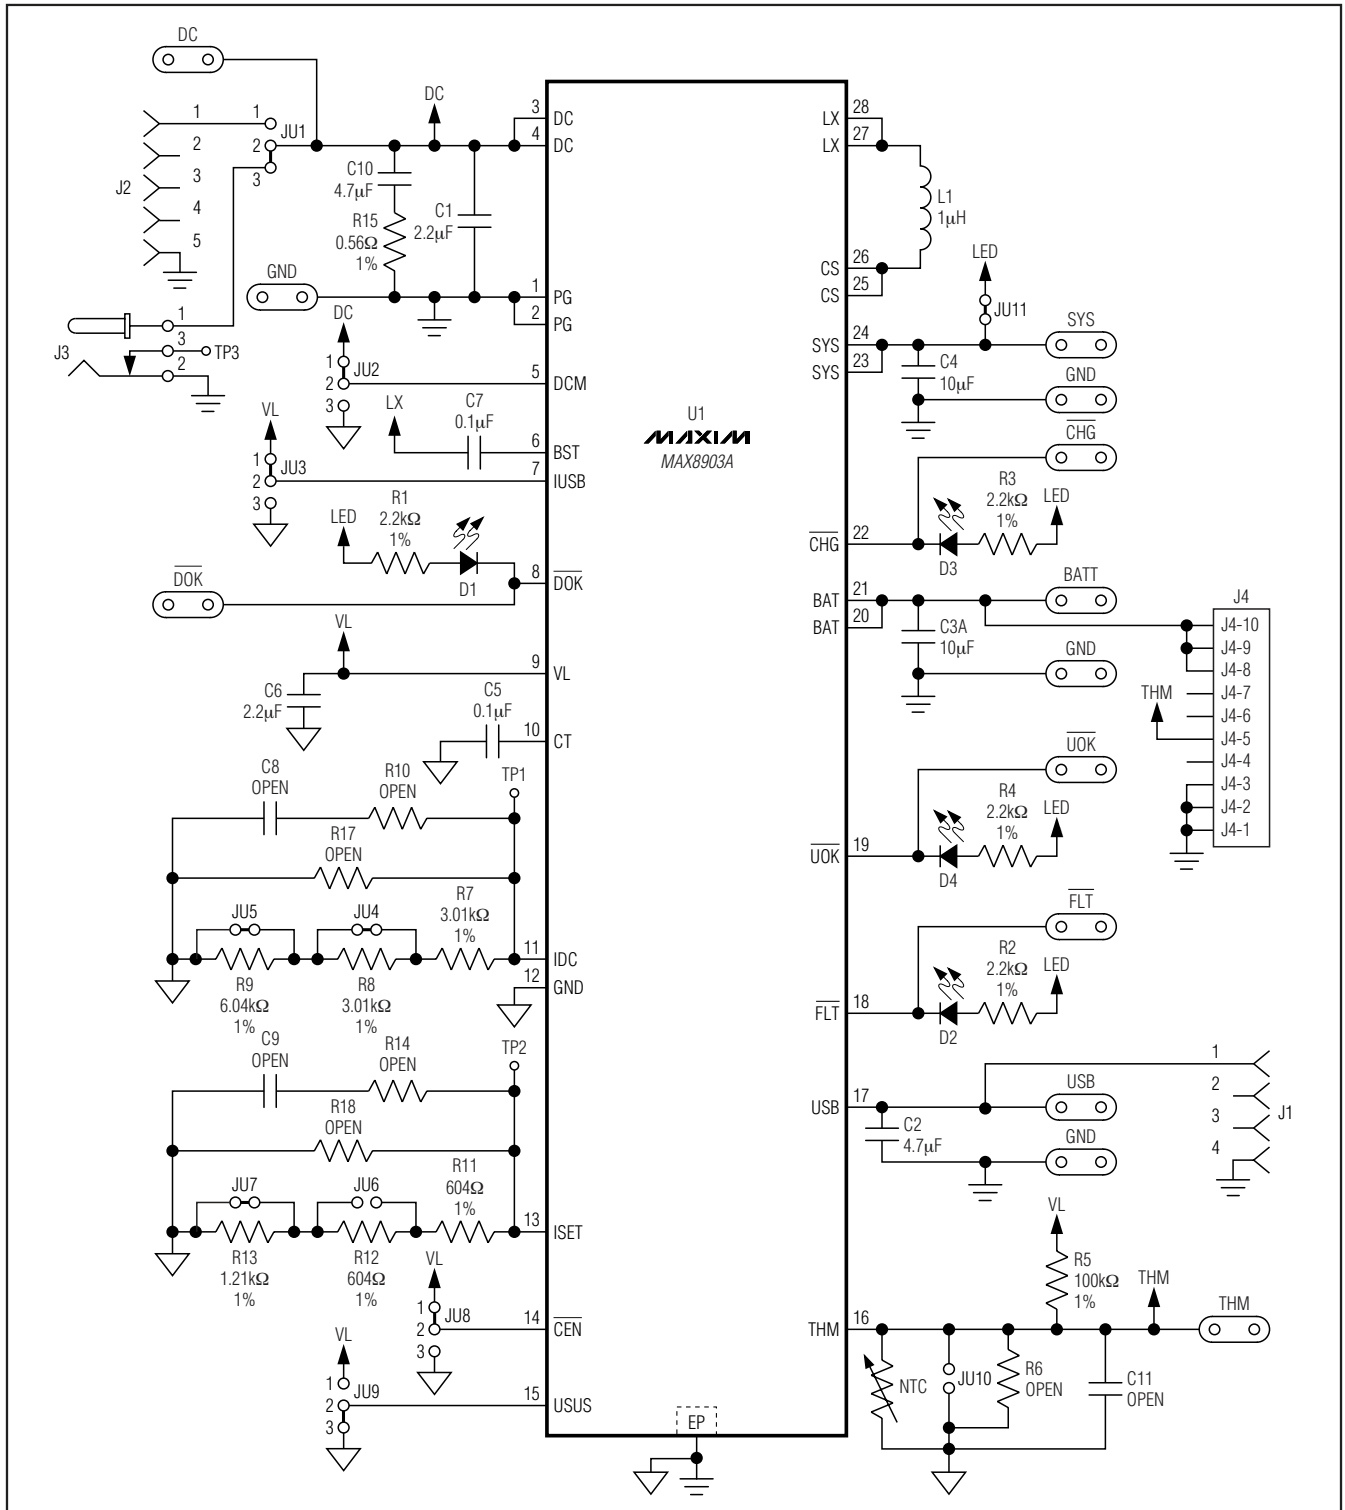 DC
1
2
3
4
5
J2
1
2
3
JU1
DC
C10
4.7µF
R15
0.56Ω
1%
C1
2.2µF
GND
3
DC
4
DC
1
PG
2
PG
J3
1
3
2
TP3
DC
1
2
3
JU2
5
DCM
LX
C7
0.1µF
6
BST
VL
1
2
3
JU3
7
IUSB
LED
R1
2.2kΩ
1%
D1
8
DOK
DOK
VL
9
VL
C6
2.2µF
C5
0.1µF
10
CT
C8
OPEN
R10
OPEN
TP1
R17
OPEN
JU5
JU4
R7
3.01kΩ
1%
R9
6.04kΩ
1%
R8
3.01kΩ
1%
11
IDC
12
GND
C9
OPEN
R14
OPEN
TP2
R18
OPEN
JU7
JU6
R11
604Ω
1%
R13
1.21kΩ
1%
R12
604Ω
1%
13
ISET
VL
1
2
3
JU8
14
CEN
VL
1
2
3
JU9
15
USUS
U1
MAXIM
MAX8903A
EP
LX
28
LX
27
L1
1µH
CS
26
CS
25
LED
JU11
SYS
24
SYS
23
SYS
C4
10µF
GND
CHG
R3
2.2kΩ
1%
LED
CHG
22
D3
BAT
21
BAT
20
BATT
C3A
10µF
GND
J4
J4-10
J4-9
J4-8
J4-7
J4-6
J4-5
J4-4
J4-3
J4-2
J4-1
THM
UOK
R4
2.2kΩ
1%
LED
UOK
19
D4
FLT
R2
2.2kΩ
1%
LED
FLT
18
D2
USB
17
USB
C2
4.7µF
GND
1
2
3
4
J1
VL
R5
100kΩ
1%
THM
THM
THM
16
NTC
JU10
R6
OPEN
C11
OPEN